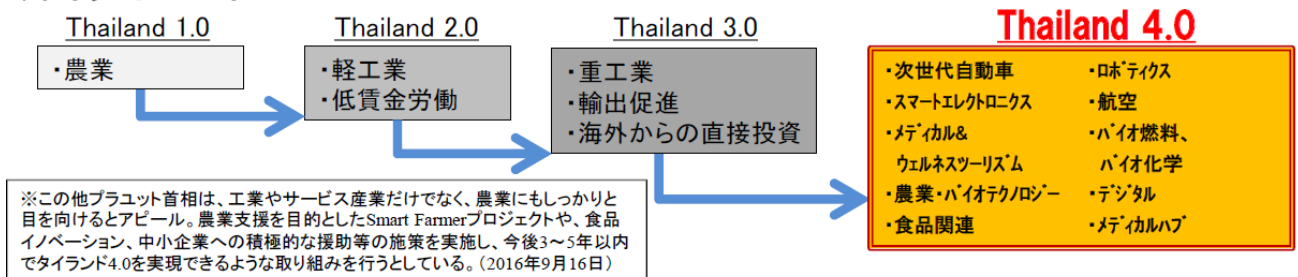 Thailand 1.0
・農業
Thailand 2.0
・軽工業
・低賃金労働
Thailand 3.0
・重工業
・輸出促進
・海外からの直接投資
Thailand 4.0
・次世代自動車
・スマートエレクトロニクス
・メディカル&
ウェルネスツーリズム
・農業・バイオテクノロジー
・食品関連
・ロボティクス
・航空
・バイオ燃料、
バイオ化学
・デジタル
・メディカルハブ
※この他プラユット首相は、工業やサービス産業だけでなく、農業にもしっかりと
目を向けるとアピール。農業支援を目的としたSmart Farmerプロジェクトや、食品
イノベーション、中小企業への積極的な援助等の施策を実施し、今後3～5年以内
でタイランド4.0を実現できるような取り組みを行うとしている。(2016年9月16日)